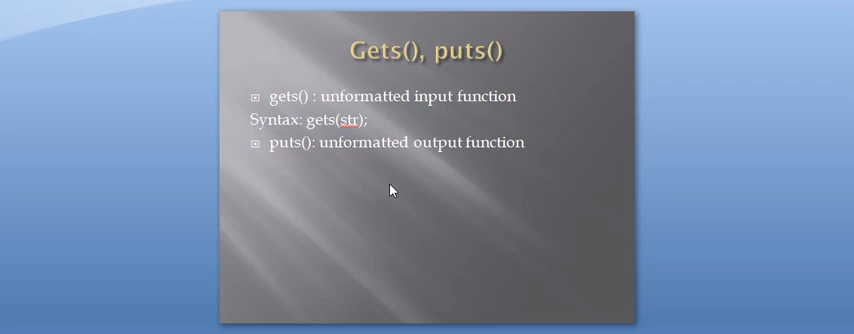 Gets(), puts()
gets() : unformatted input function
Syntax: gets(str);
puts(): unformatted output function